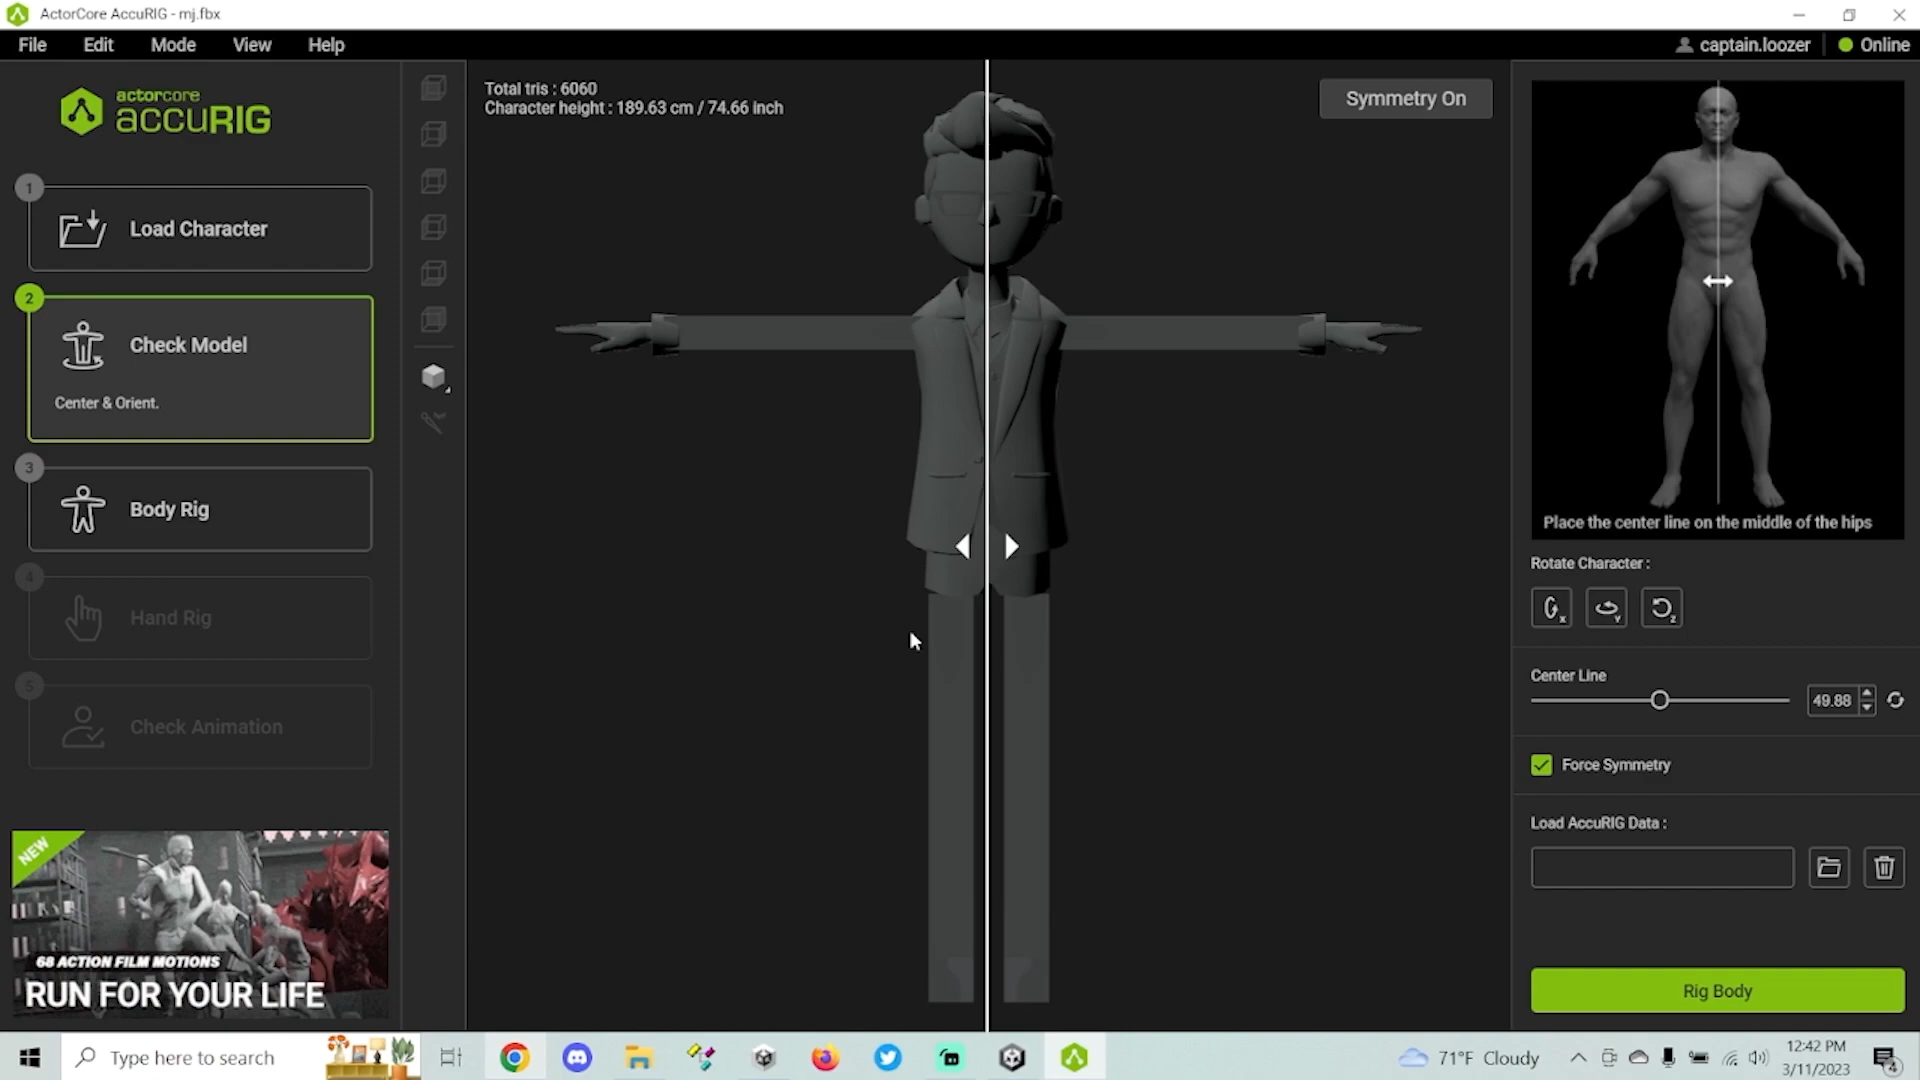 ActorCore AccuRIG - mj.fbx
File Edit Mode View Help
captain.loozer
Online
actorcore
accuRIG
1
Load Character
2
Check Model
Center & Orient.
3
Body Rig
4
Hand Rig
5
Check Animation
NEW
68 ACTION FILM MOTIONS
RUN FOR YOUR LIFE
Total tris : 6060
Character height : 189.63 cm / 74.66 inch
Symmetry On
Place the center line on the middle of the hips
Rotate Character :
X Y Z
Center Line
49.88
Force Symmetry
Load AccuRIG Data :
Rig Body
Type here to search
71°F Cloudy
12:42 PM
3/11/2023
4